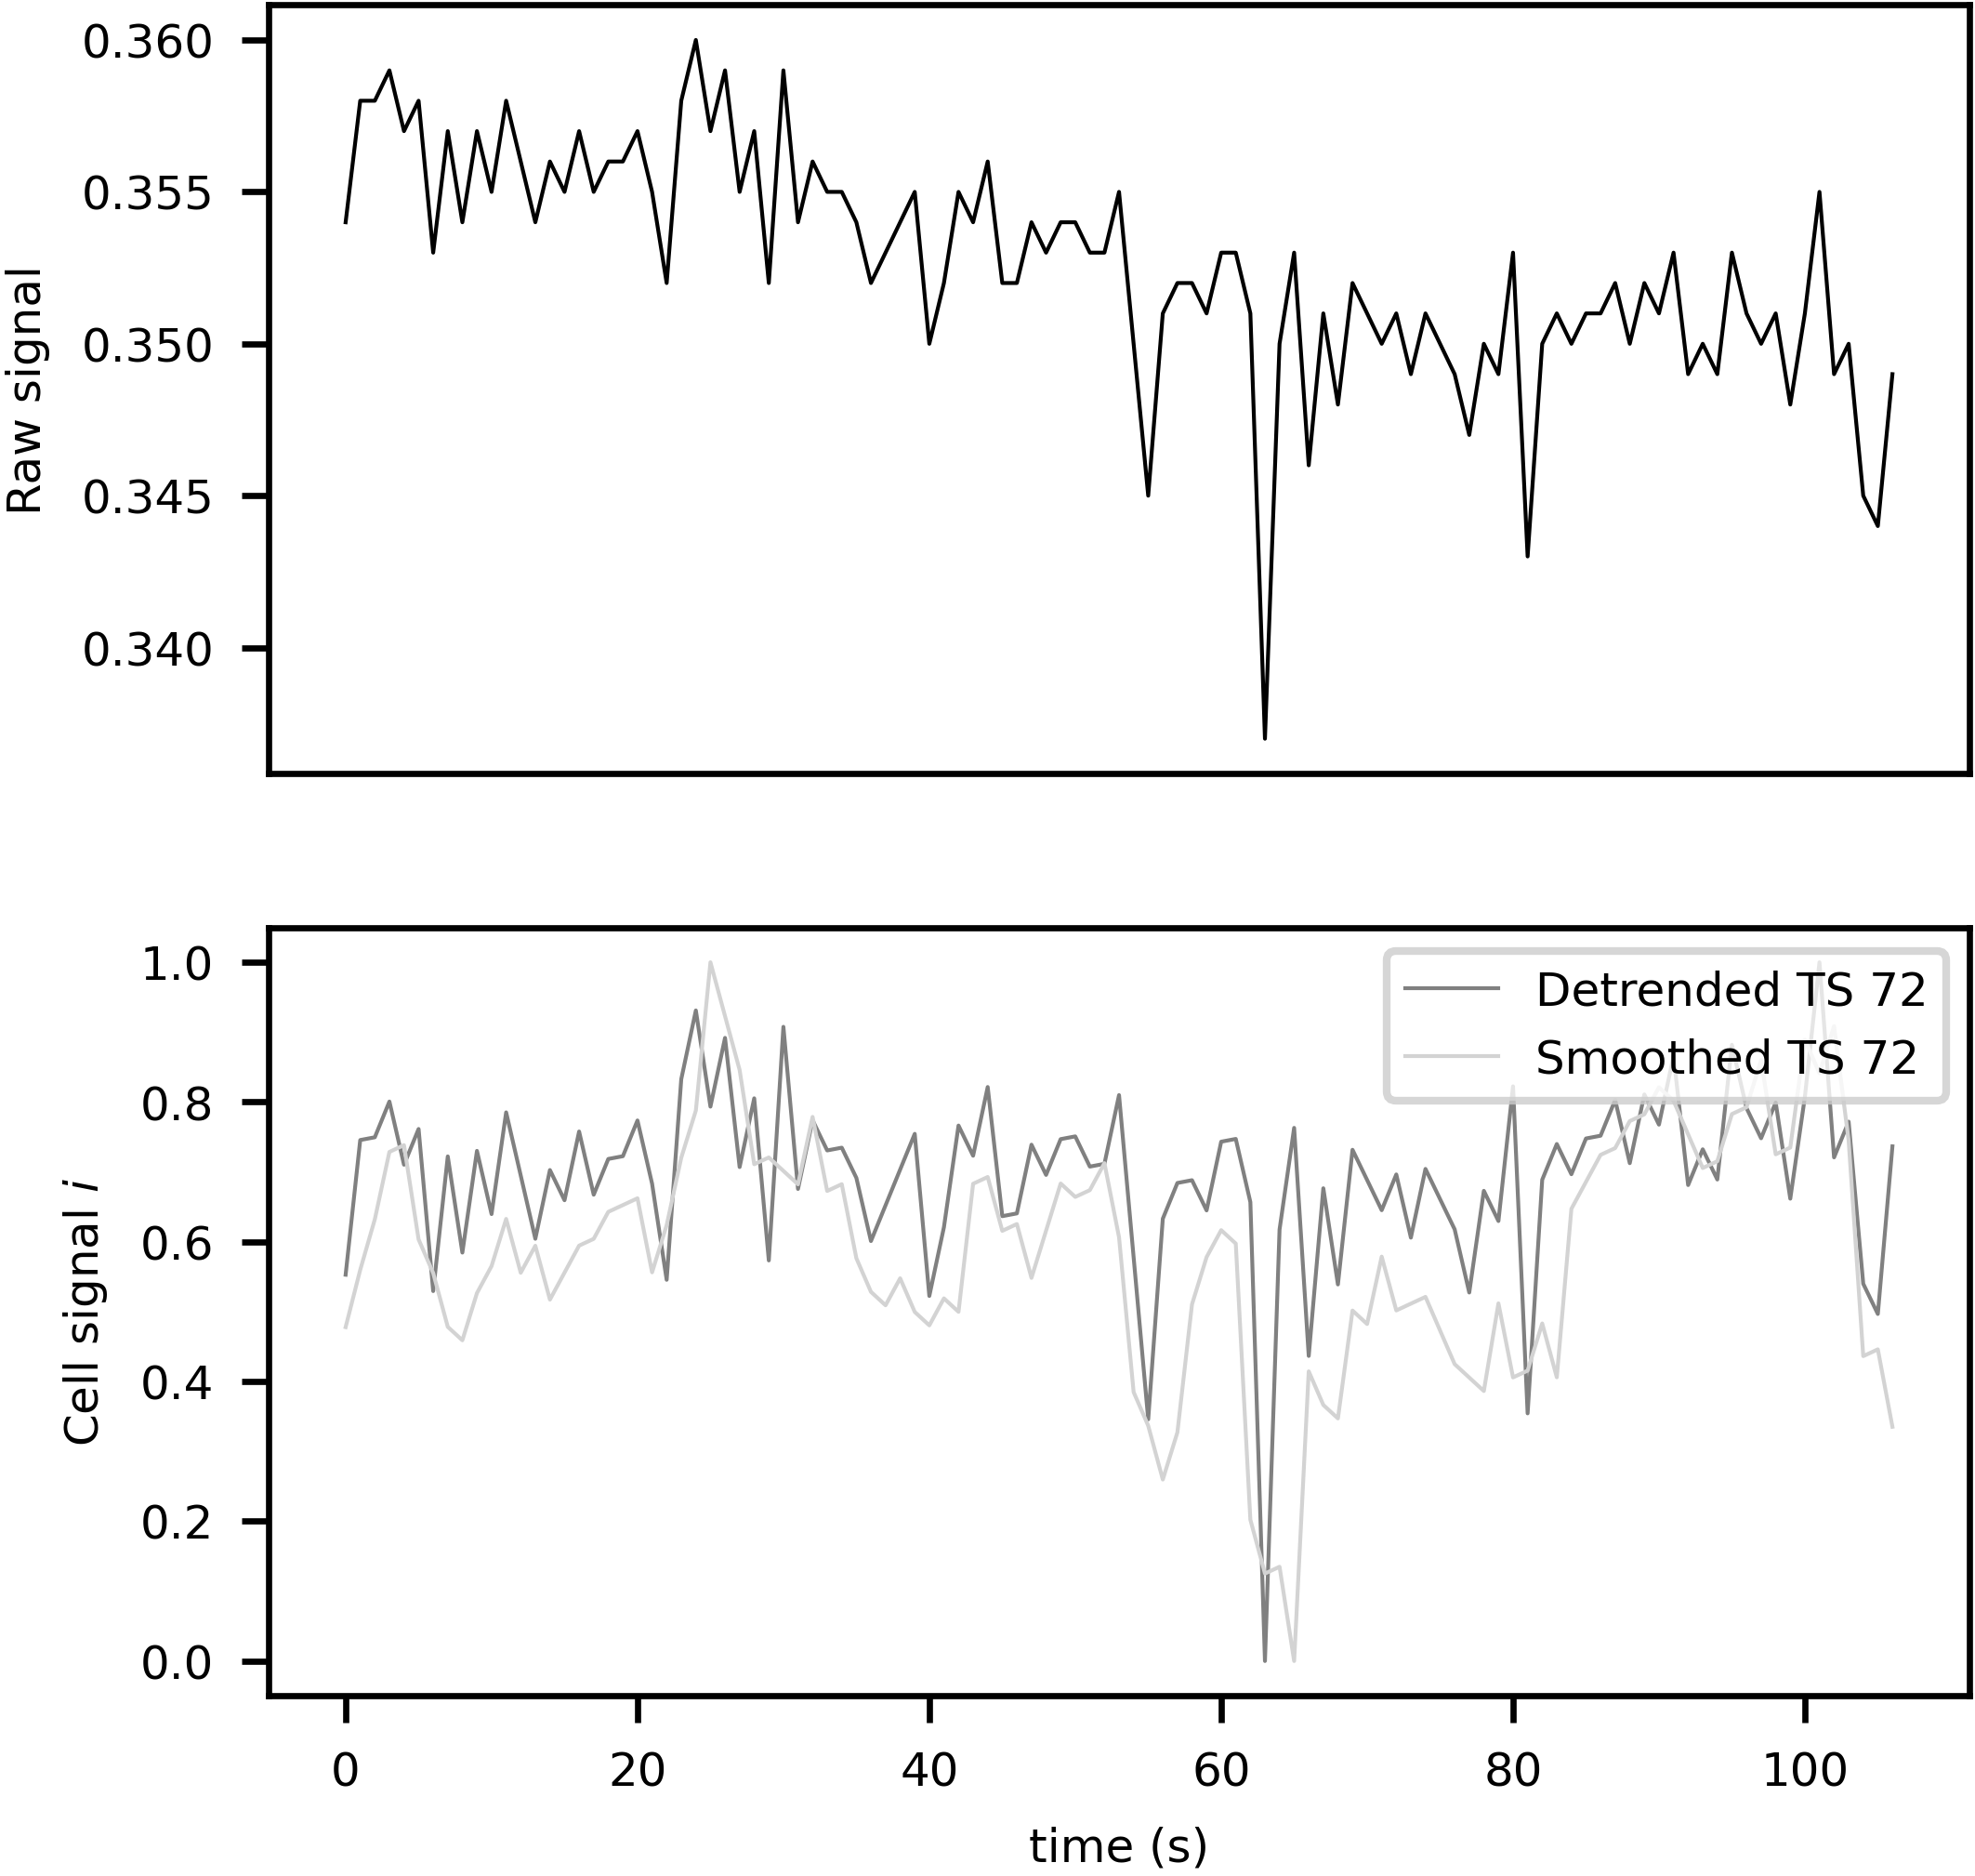 0.360
0.355
0.350
0.345
0.340
Raw signal
1.0
0.8
0.6
0.4
0.2
0.0
Cell signal i
Detrended TS 72
Smoothed TS 72
0 20 40 60 80 100
time (s)